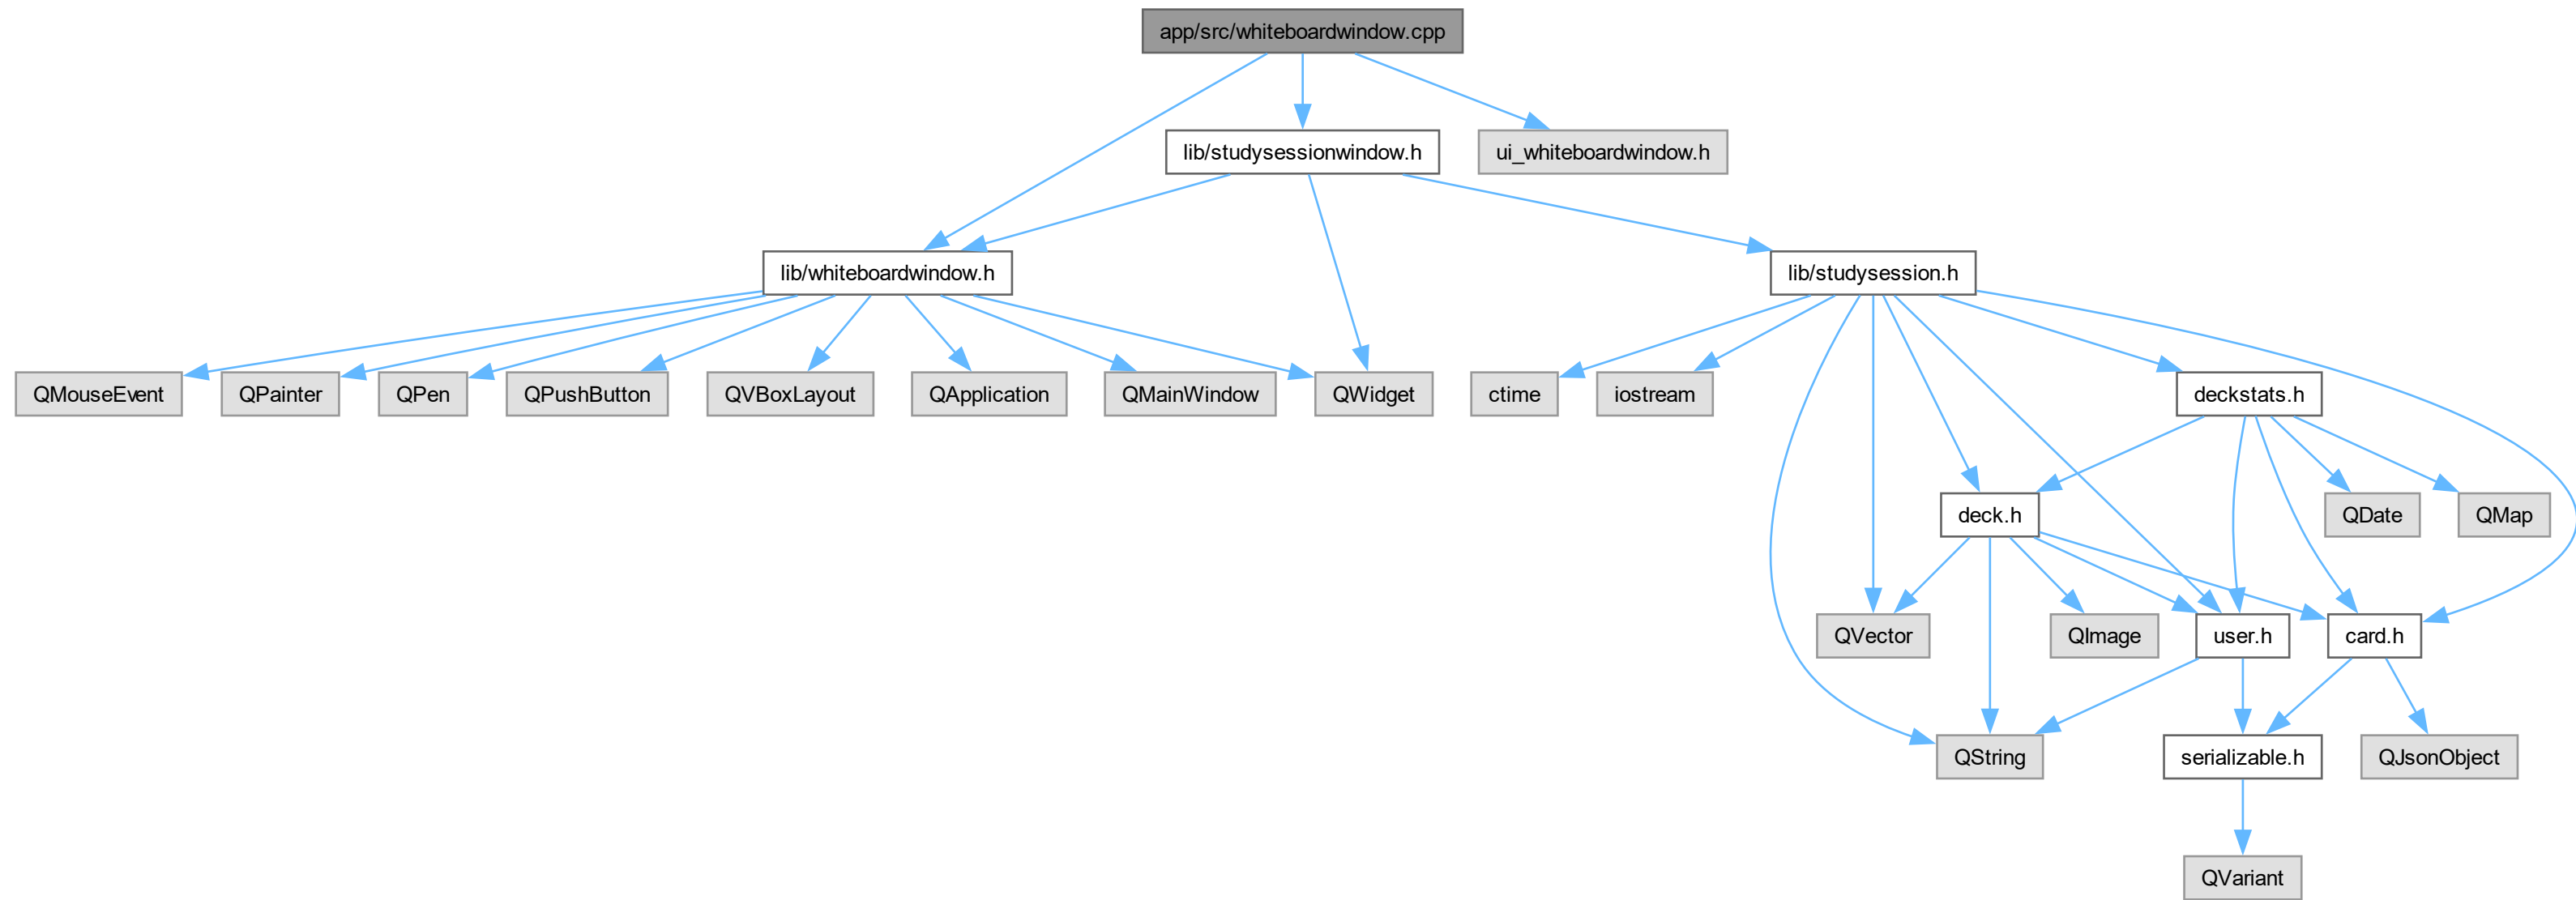 app/src/whiteboardwindow.cpp
lib/studysessionwindow.h
ui_whiteboardwindow.h
lib/whiteboardwindow.h
lib/studysession.h
QMouseEvent
QPainter
QPen
QPushButton
QVBoxLayout
QApplication
QMainWindow
QWidget
ctime
iostream
deckstats.h
deck.h
QDate
QMap
QVector
QImage
user.h
card.h
QString
serializable.h
QJsonObject
QVariant